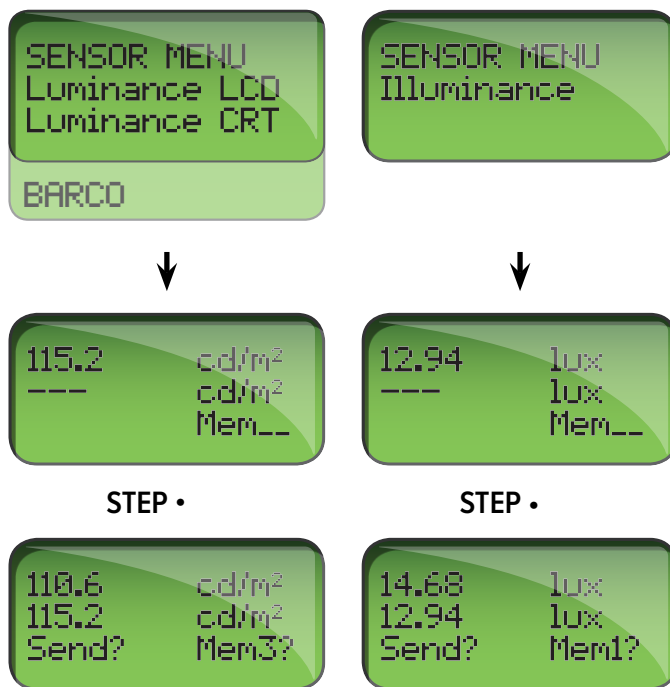 SENSOR MENU
Luminance LCD
Luminance CRT
BARCO
SENSOR MENU
Illuminance
115.2 cd/m²
--- cd/m²
Mem__
12.94 lux
--- lux
Mem__
STEP •
STEP •
110.6 cd/m²
115.2 cd/m²
Send? Mem3?
14.68 lux
12.94 lux
Send? Mem1?